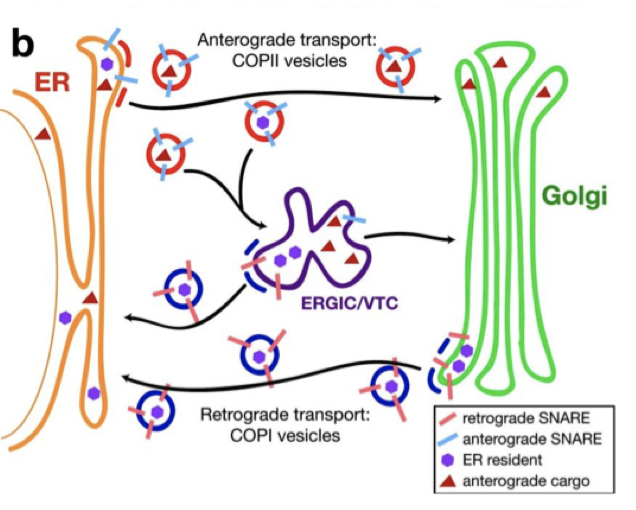 b
Anterograde transport:
COPII vesicles
ER
Golgi
ERGIC/VTC
Retrograde transport:
COPI vesicles
retrograde SNARE
anterograde SNARE
ER resident
anterograde cargo